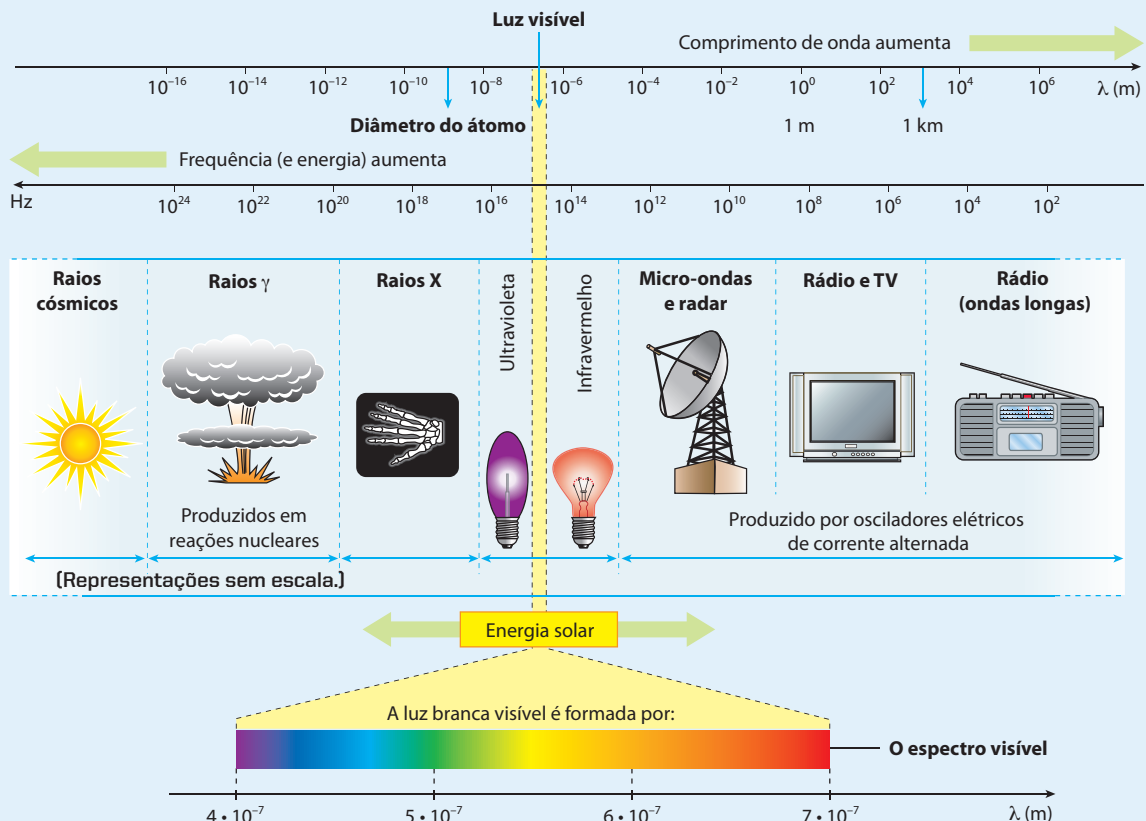 Luz visível
Comprimento de onda aumenta
10⁻¹⁶ 10⁻¹⁴ 10⁻¹² 10⁻¹⁰ 10⁻⁸ 10⁻⁶ 10⁻⁴ 10⁻² 10⁰ 10² 10⁴ 10⁶ λ (m)
Diâmetro do átomo 1 m 1 km
Frequência (e energia) aumenta
Hz 10²⁴ 10²² 10²⁰ 10¹⁸ 10¹⁶ 10¹⁴ 10¹² 10¹⁰ 10⁸ 10⁶ 10⁴ 10²
Raios
cósmicos
Raios γ
Raios X
Ultravioleta
Infravermelho
Micro-ondas
e radar
Rádio e TV
Rádio
(ondas longas)
Produzidos em
reações nucleares
Produzido por osciladores elétricos
de corrente alternada
(Representações sem escala.)
Energia solar
A luz branca visível é formada por:
O espectro visível
4 • 10⁻⁷ 5 • 10⁻⁷ 6 • 10⁻⁷ 7 • 10⁻⁷ λ (m)